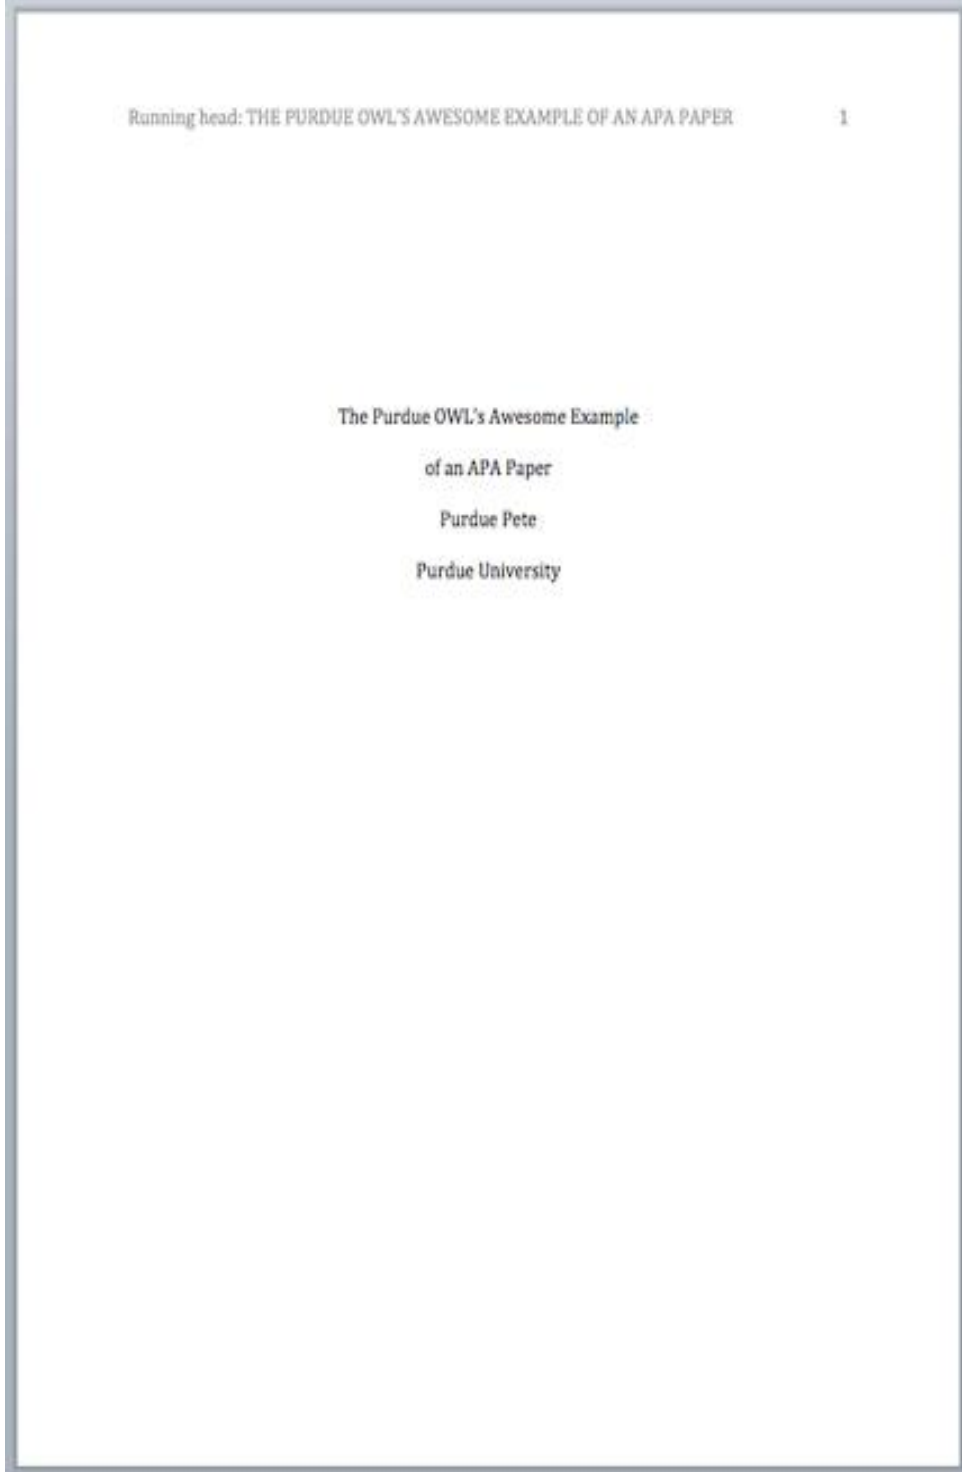 Running head: THE PURDUE OWL'S AWESOME EXAMPLE OF AN APA PAPER 1
The Purdue OWL's Awesome Example
of an APA Paper
Purdue Pete
Purdue University